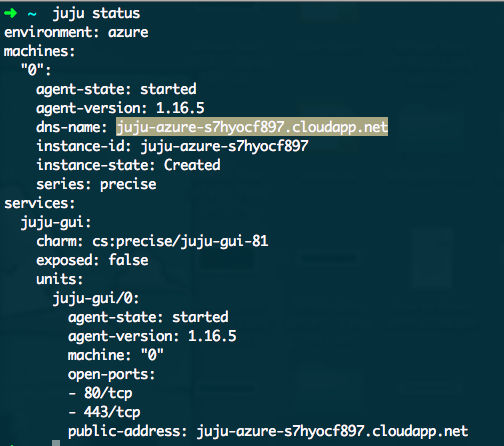 ➜ ~ juju status
environment: azure
machines:
  "0":
    agent-state: started
    agent-version: 1.16.5
    dns-name: juju-azure-s7hyocf897.cloudapp.net
    instance-id: juju-azure-s7hyocf897
    instance-state: Created
    series: precise
services:
  juju-gui:
    charm: cs:precise/juju-gui-81
    exposed: false
    units:
      juju-gui/0:
        agent-state: started
        agent-version: 1.16.5
        machine: "0"
        open-ports:
        - 80/tcp
        - 443/tcp
        public-address: juju-azure-s7hyocf897.cloudapp.net